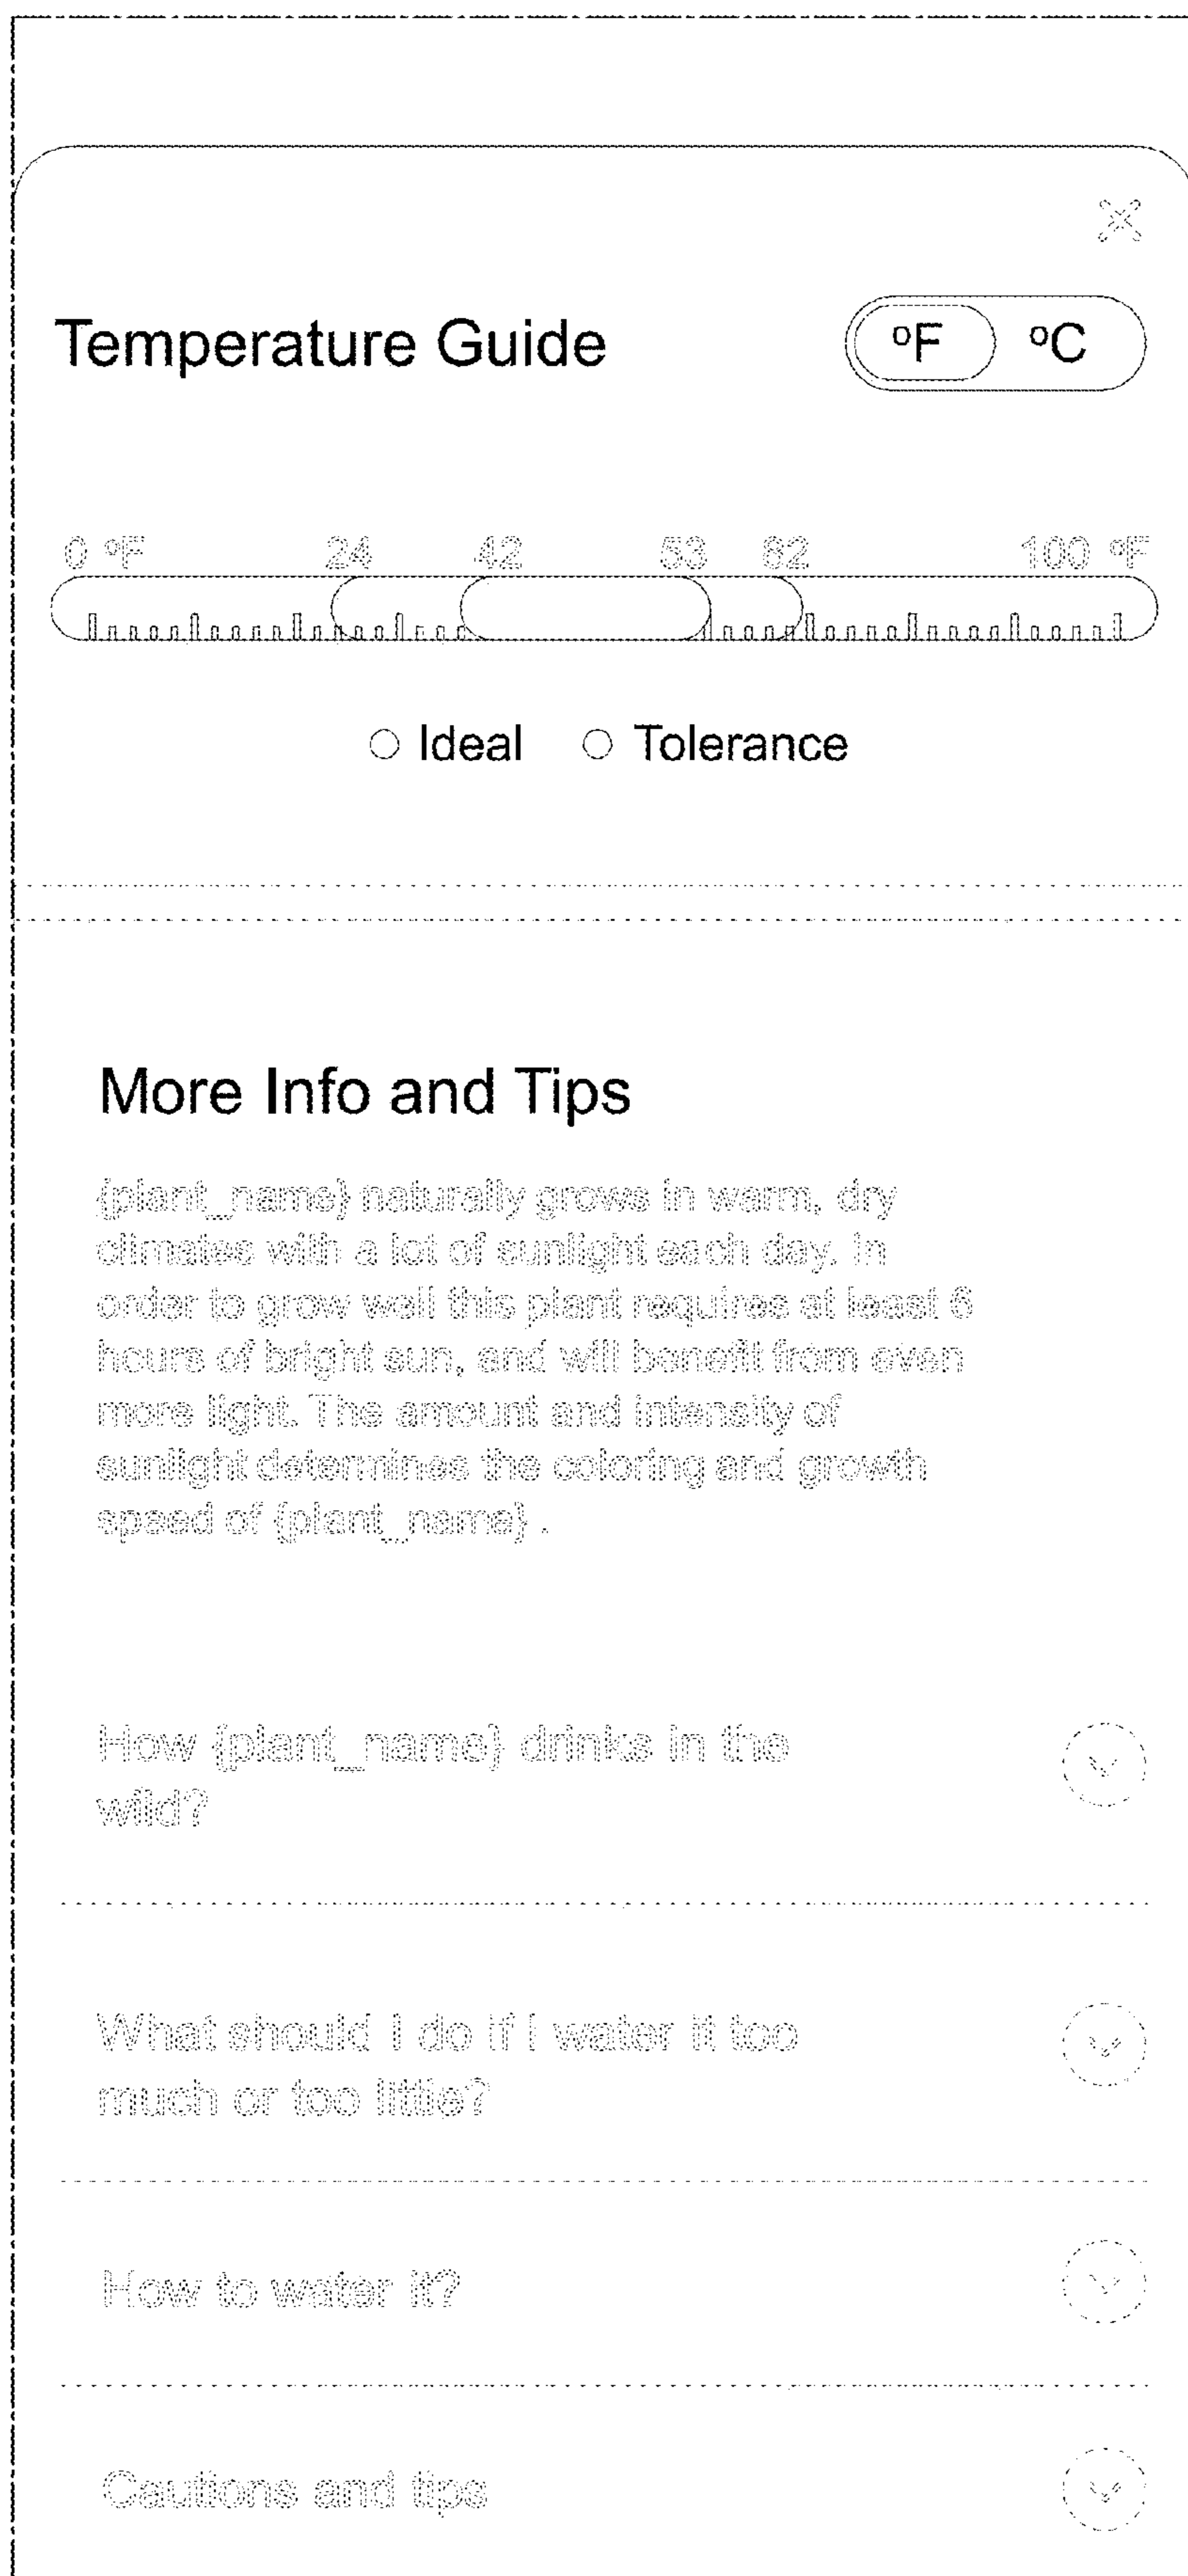 Temperature Guide
ºF ºC
0 ºF 24 42 53 62 100 ºF
Ideal Tolerance
More Info and Tips
{plant_name} naturally grows in warm, dry
climates with a lot of sunlight each day. In
order to grow well this plant requires at least 6
hours of bright sun, and will benefit from even
more light. The amount and intensity of
sunlight determines the coloring and growth
speed of {plant_name} .
How {plant_name} drinks in the
wild?
What should I do if I water it too
much or too little?
How to water it?
Cautions and tips